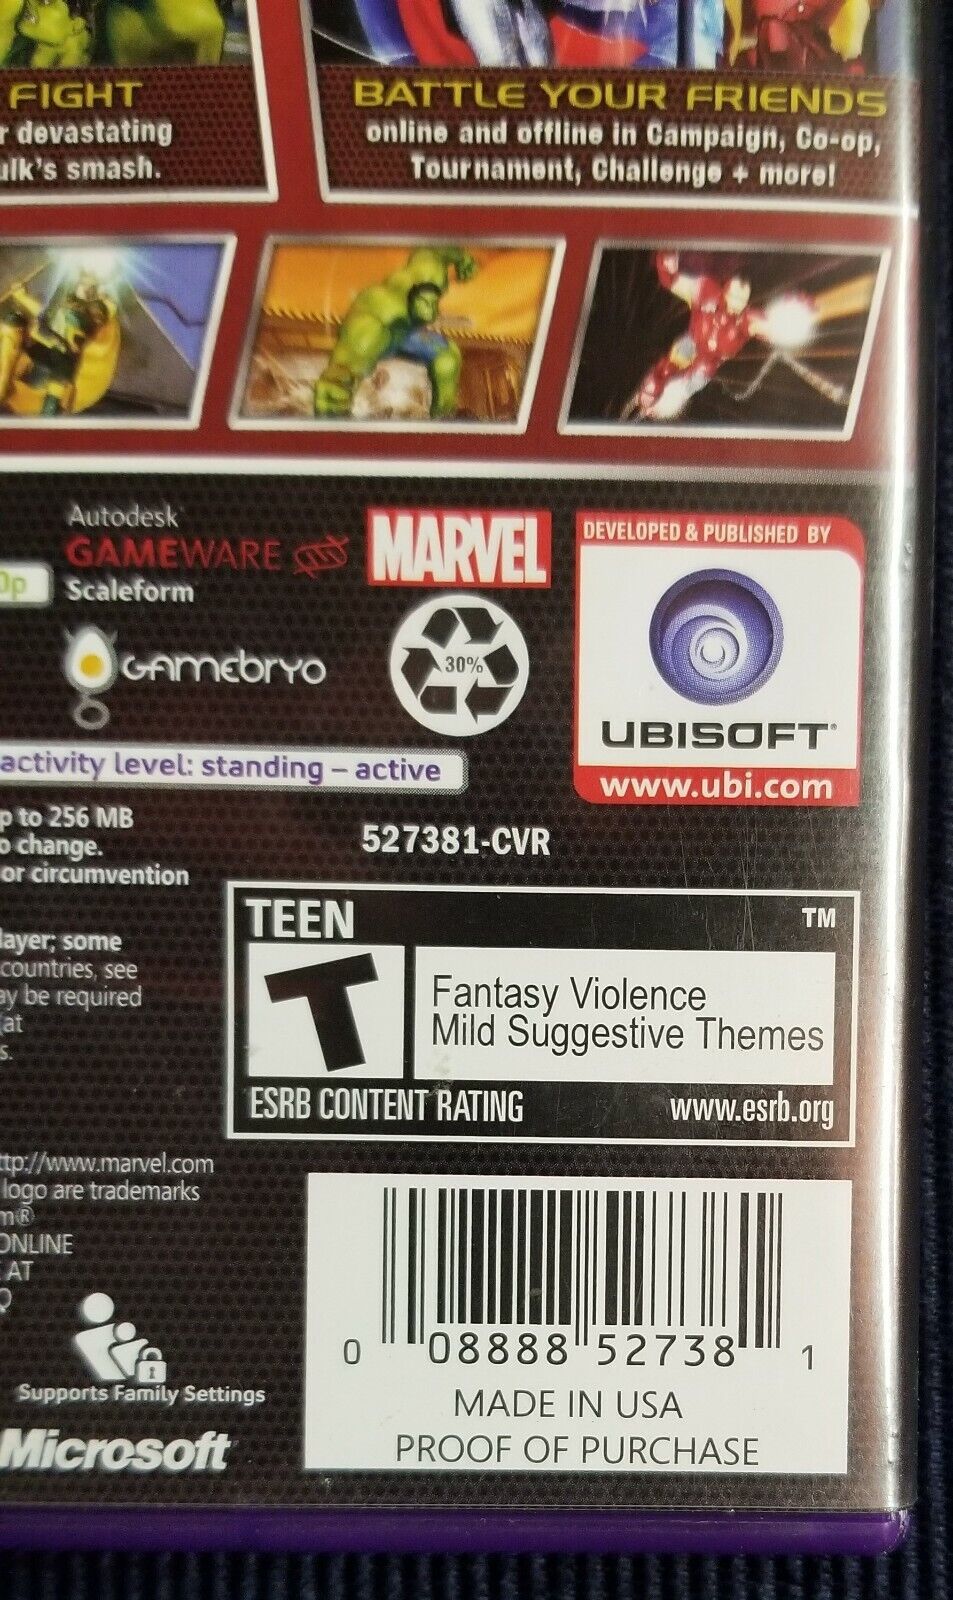 FIGHT
devastating
smash.
BATTLE YOUR FRIENDS
online and offline in Campaign, Co-op,
Tournament, Challenge + more!
Autodesk
GAMEWARE
Scaleform
MARVEL
DEVELOPED & PUBLISHED BY
GAMEbryo
30%
UBISOFT
www.ubi.com
activity level: standing – active
to 256 MB
change.
or circumvention
527381-CVR
TEEN
TM
T
Fantasy Violence
Mild Suggestive Themes
ESRB CONTENT RATING
www.esrb.org
some
countries, see
be required
at
http://www.marvel.com
logo are trademarks
ONLINE
AT
Supports Family Settings
Microsoft
0 08888 52738 1
MADE IN USA
PROOF OF PURCHASE